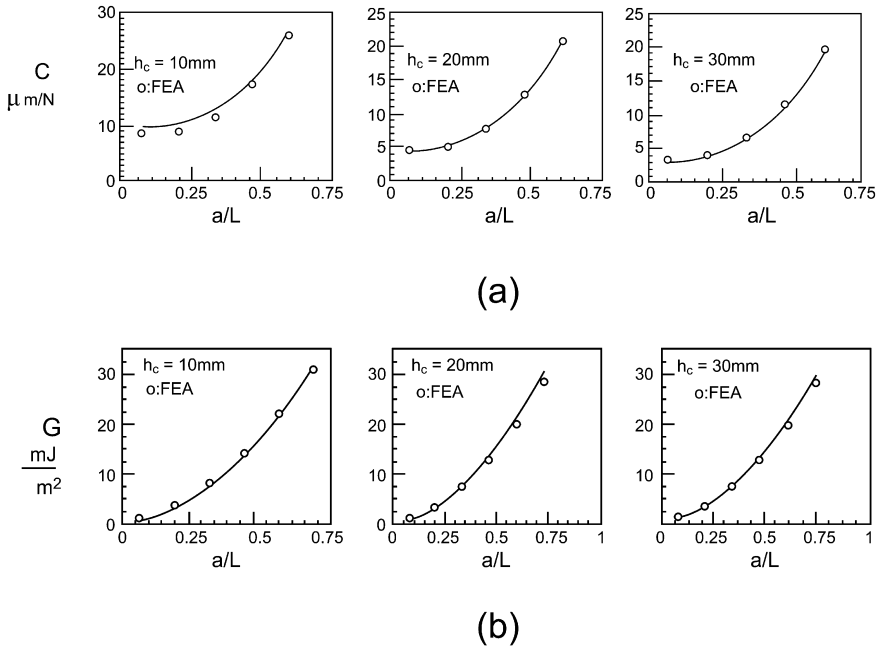 C
μ m/N
30
20
10
0
h_c = 10mm
o:FEA
0 0.25 0.5 0.75
a/L
25
20
15
10
5
0
h_c = 20mm
o:FEA
0 0.25 0.5 0.75
a/L
25
20
15
10
5
0
h_c = 30mm
o:FEA
0 0.25 0.5 0.75
a/L
(a)
G
mJ
m²
30
20
10
0
h_c = 10mm
o:FEA
0 0.25 0.5 0.75
a/L
30
20
10
0
h_c = 20mm
o:FEA
0 0.25 0.5 0.75 1
a/L
30
20
10
0
h_c = 30mm
o:FEA
0 0.25 0.5 0.75 1
a/L
(b)